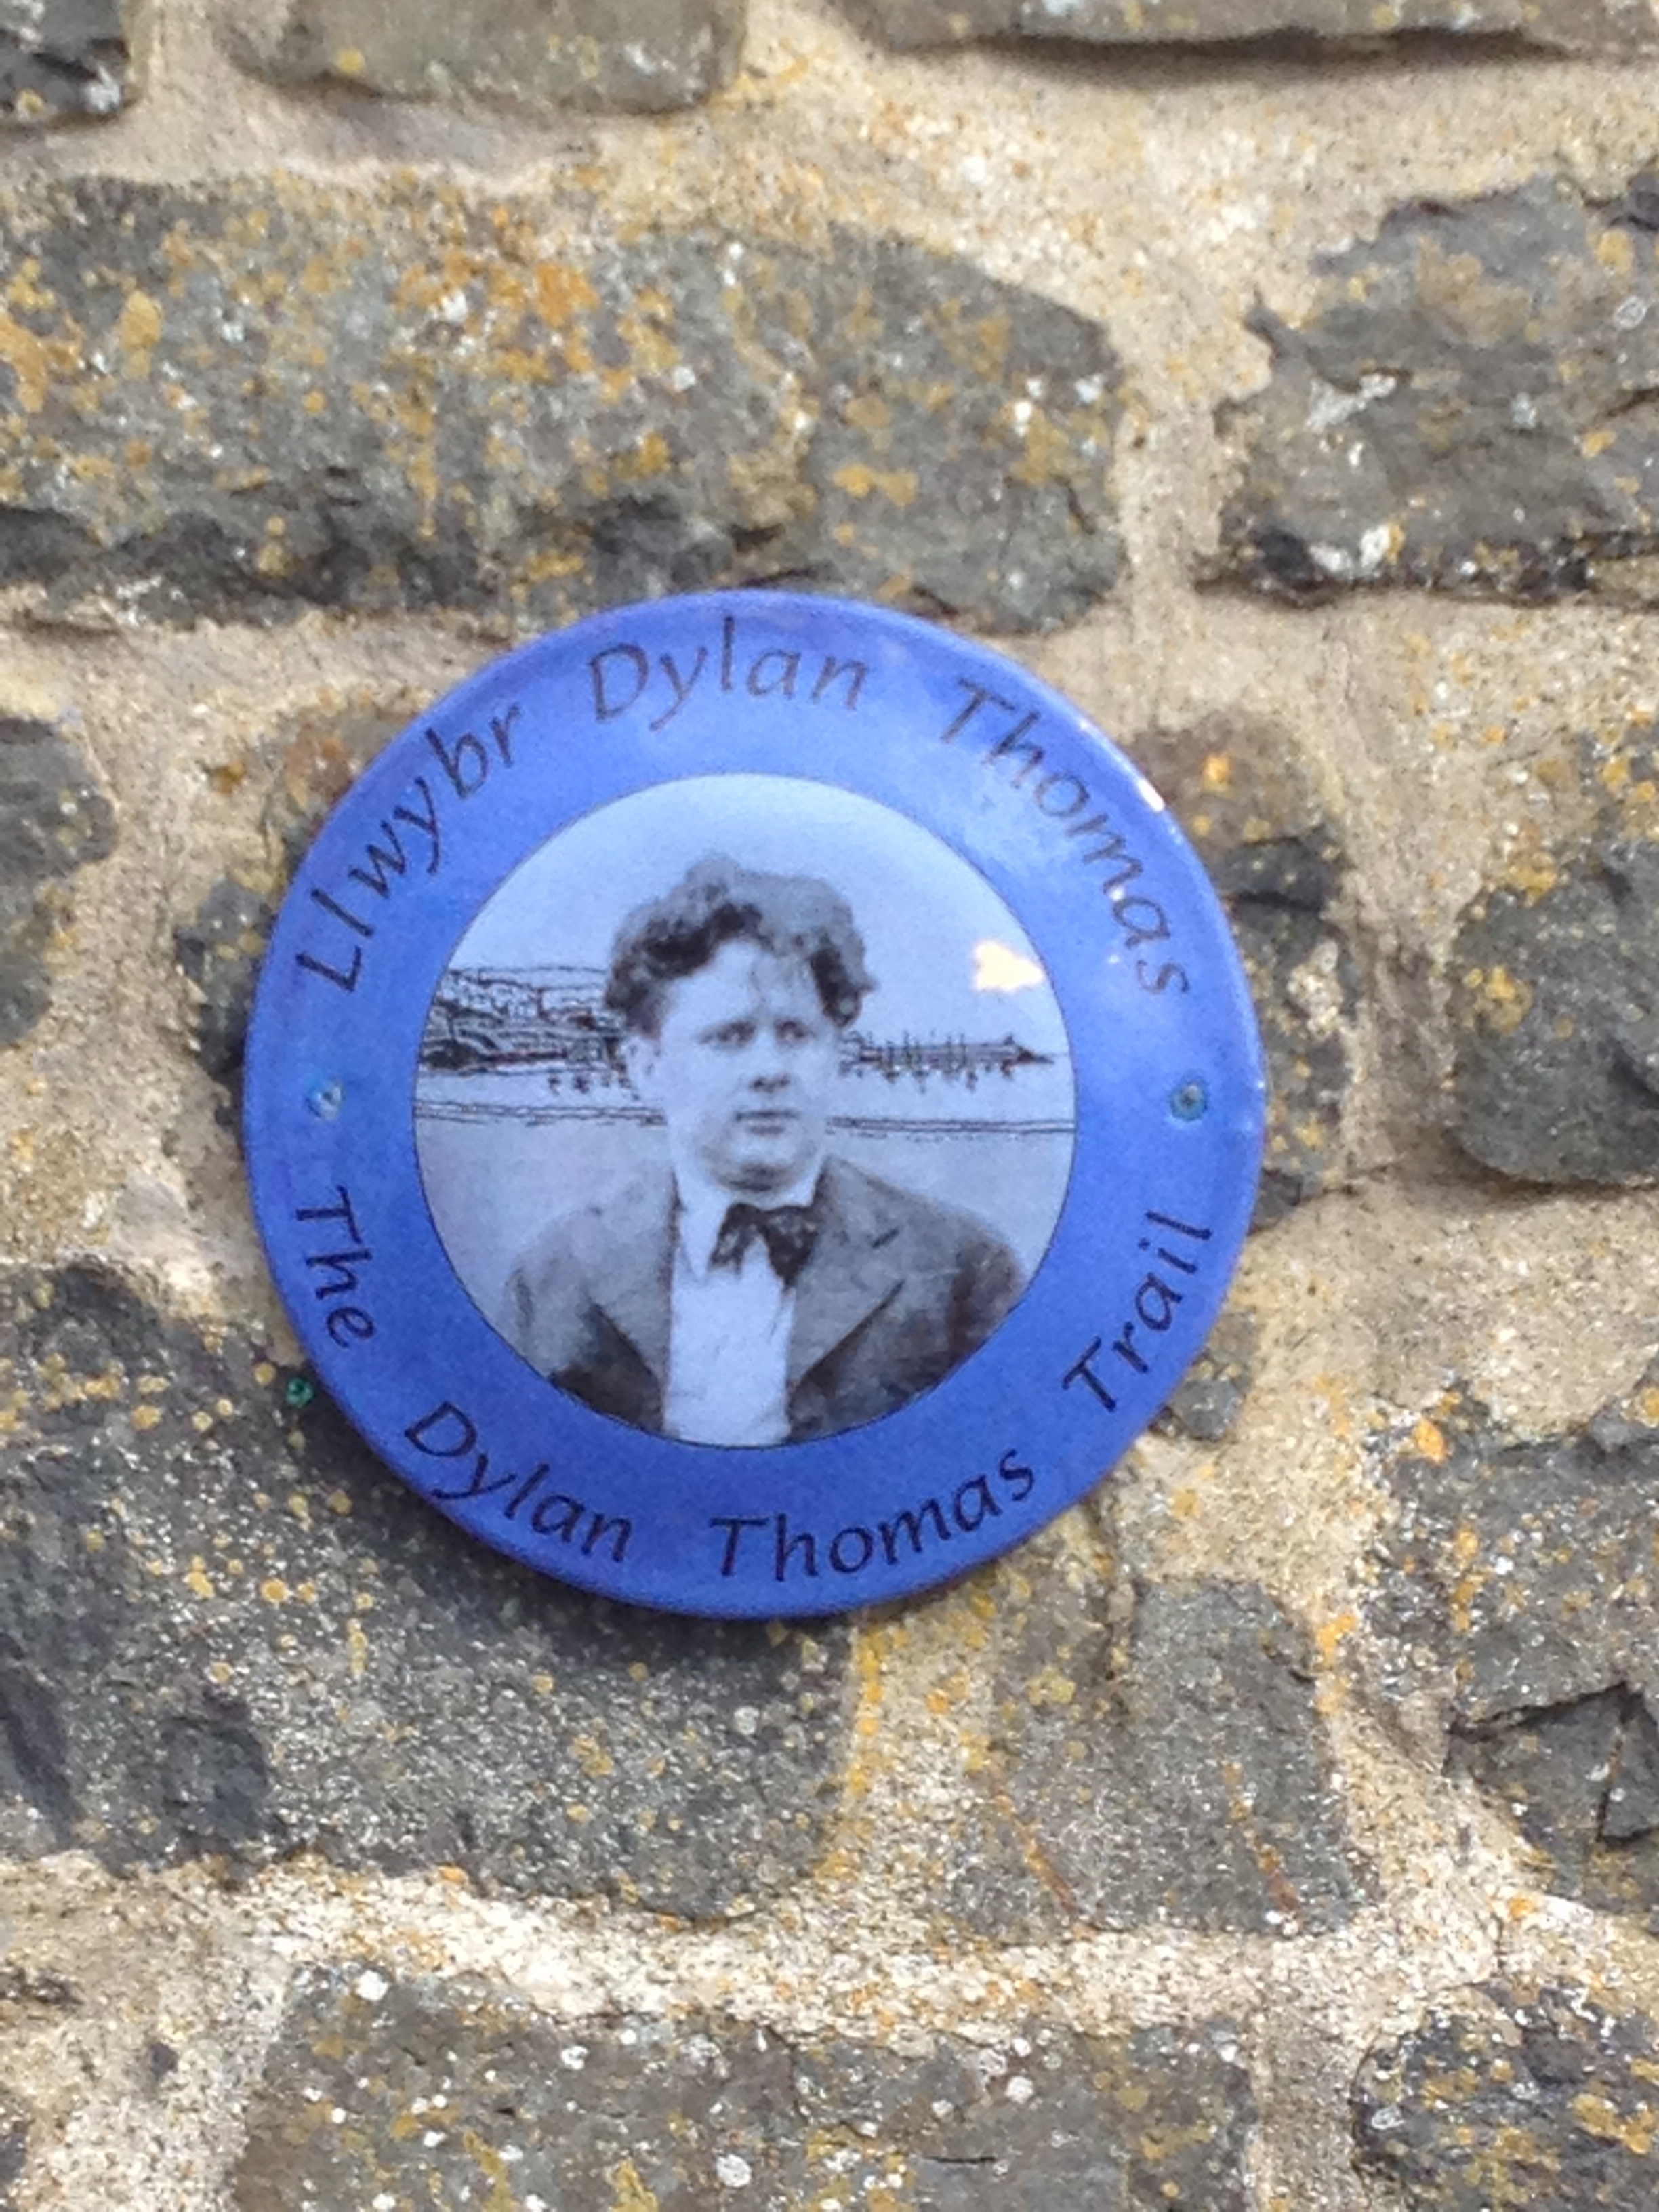 Llwybr Dylan Thomas
The Dylan Thomas Trail